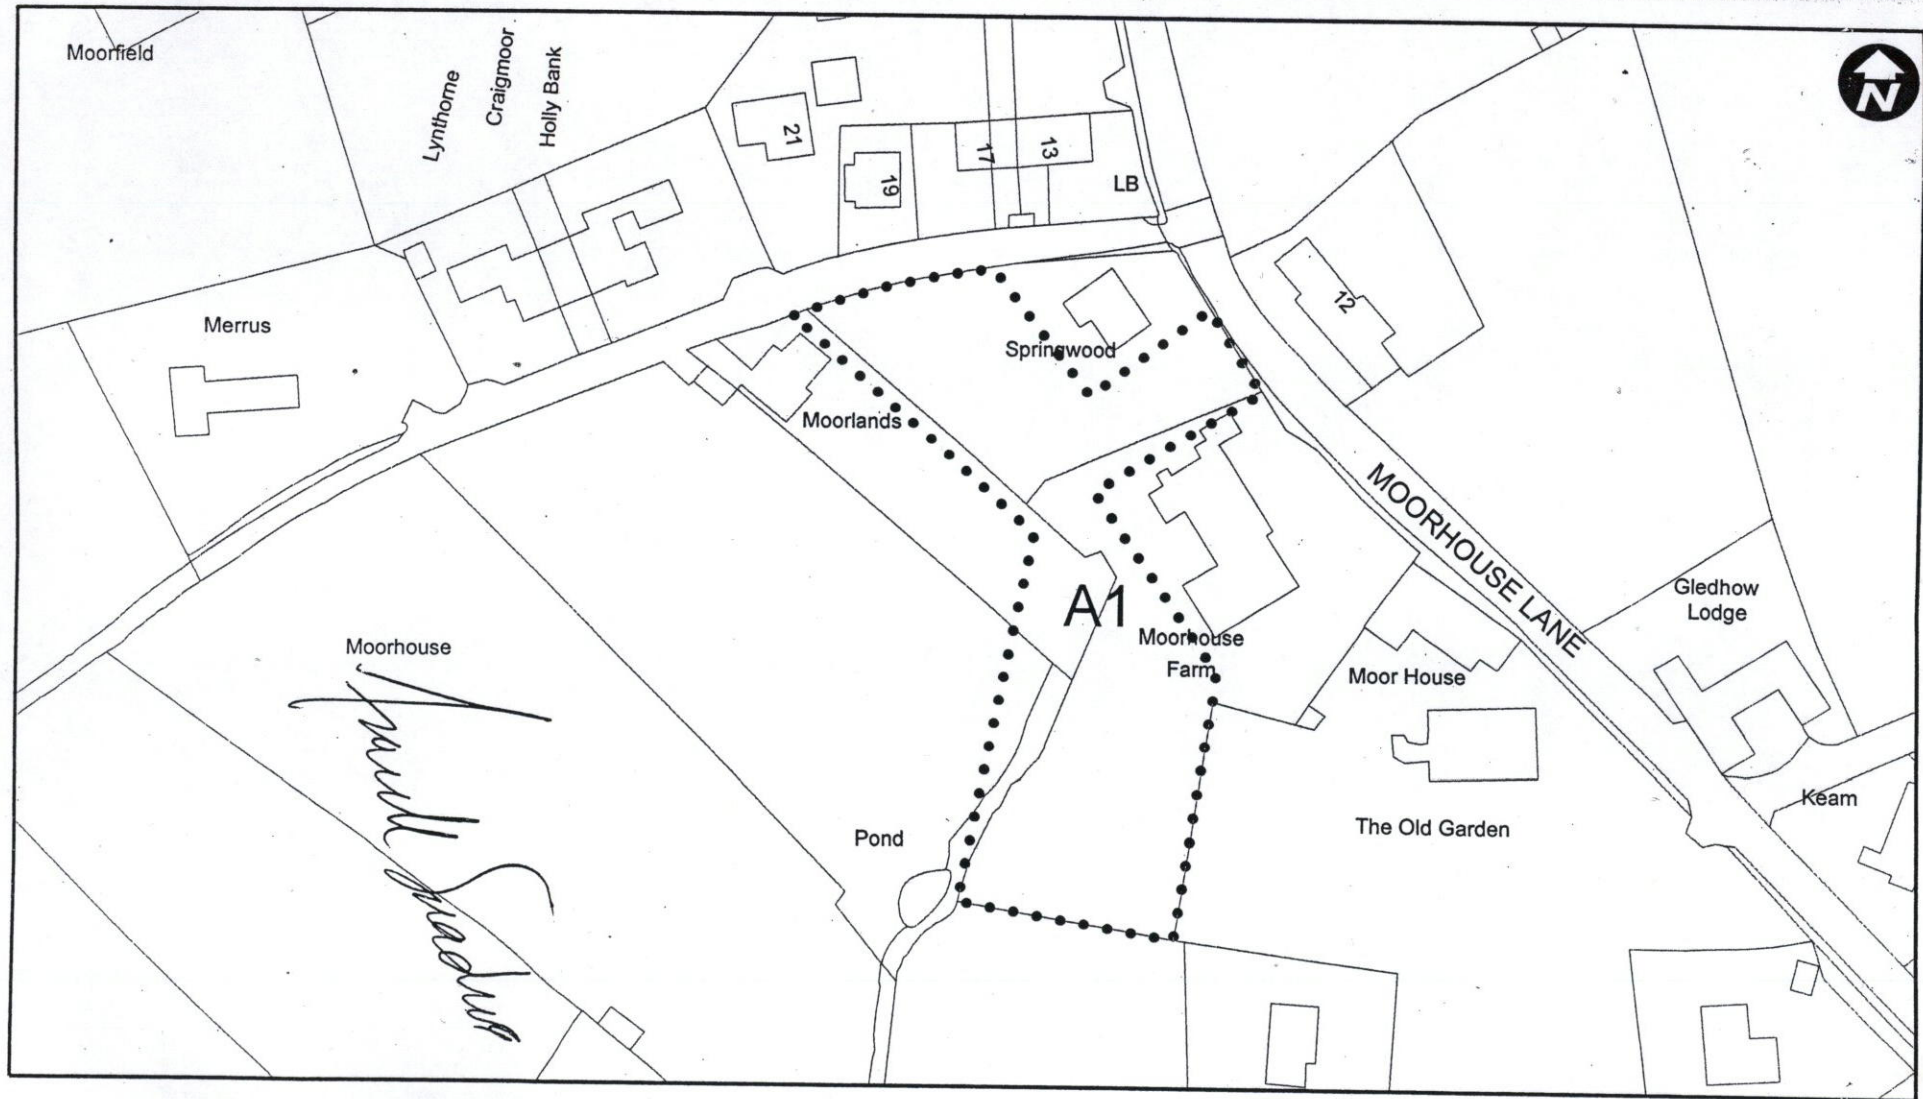 Moorfield
Lynthorne
Craigmoor
Holly Bank
21
19
17
13
LB
N
12
Merrus
Springwood
Moorlands
MOORHOUSE LANE
A1
Moorhouse
Farm
Gledhow
Lodge
Moorhouse
Moor House
Keam
The Old Garden
Pond